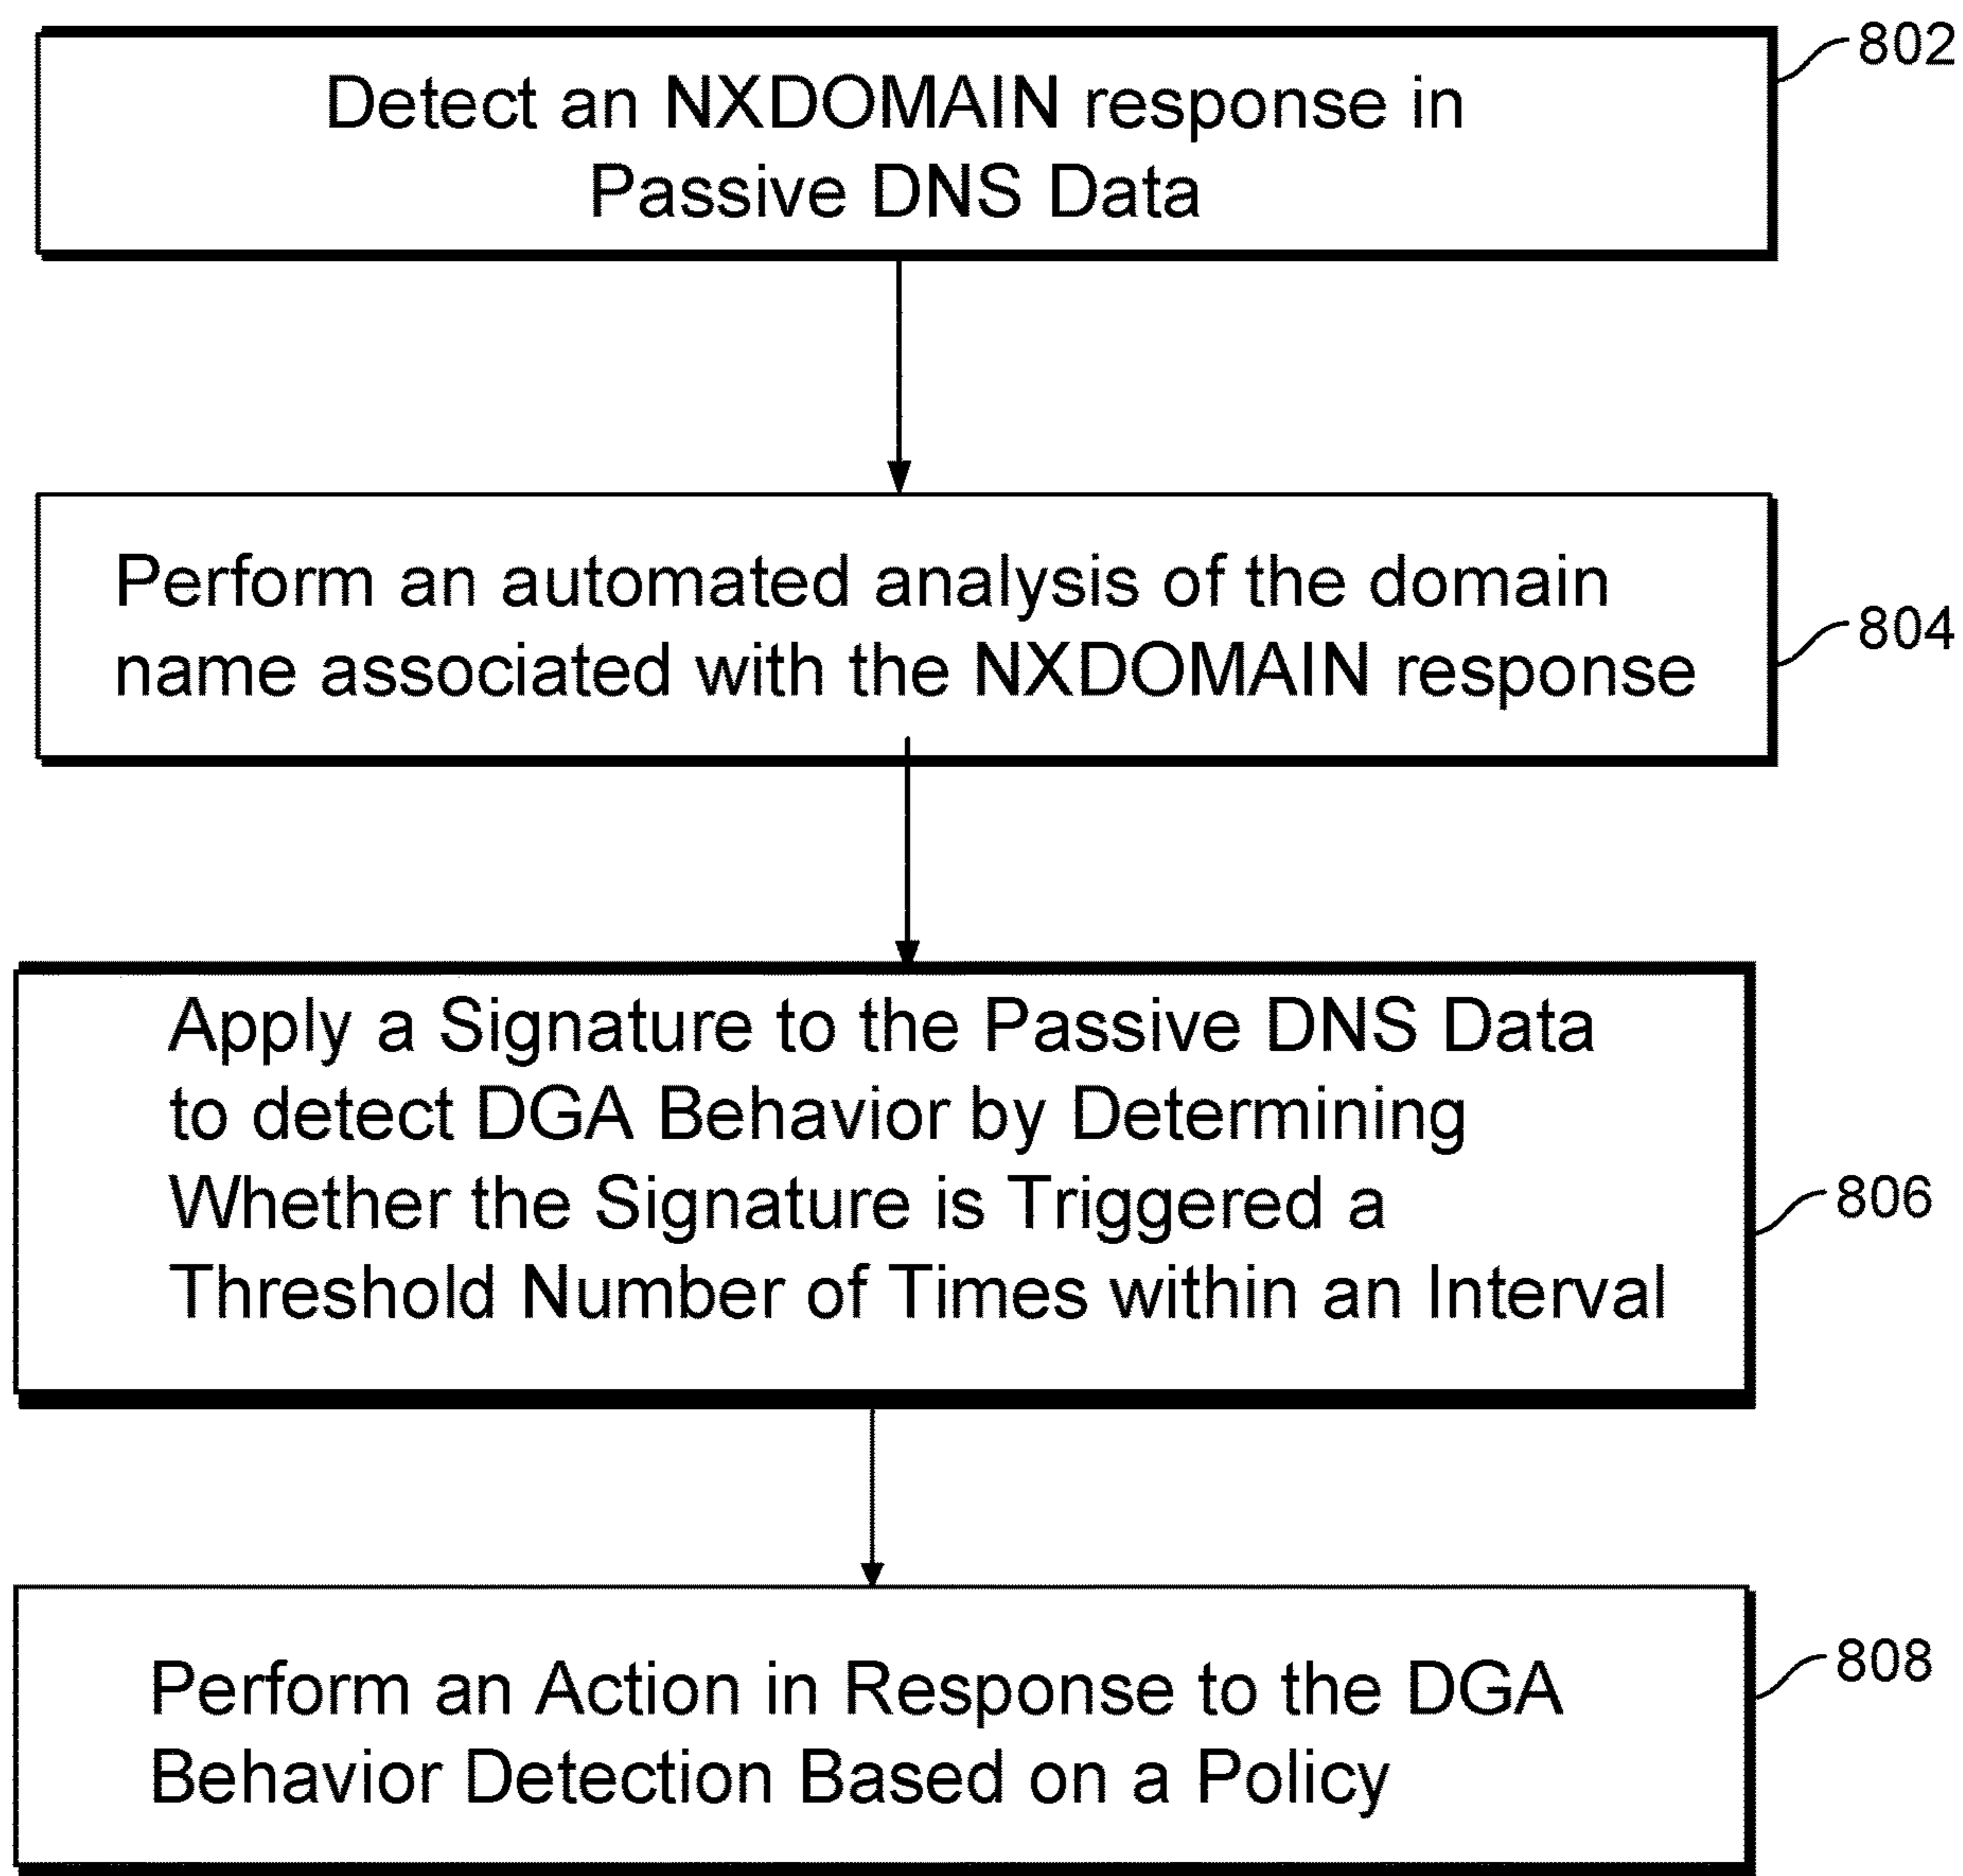 802
Detect an NXDOMAIN response in
Passive DNS Data
Perform an automated analysis of the domain
name associated with the NXDOMAIN response
804
Apply a Signature to the Passive DNS Data
to detect DGA Behavior by Determining
Whether the Signature is Triggered a
Threshold Number of Times within an Interval
806
Perform an Action in Response to the DGA
Behavior Detection Based on a Policy
808